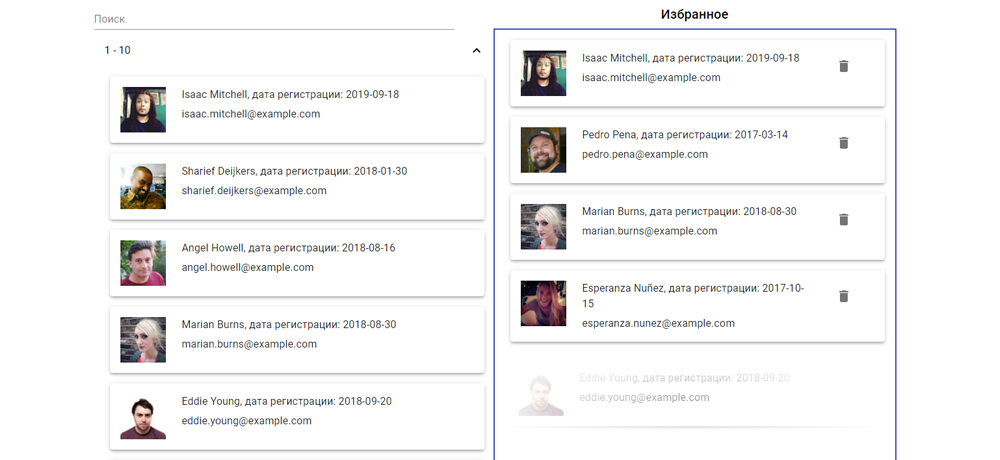 Поиск
1 - 10
Isaac Mitchell, дата регистрации: 2019-09-18
isaac.mitchell@example.com
Sharief Deijkers, дата регистрации: 2018-01-30
sharief.deijkers@example.com
Angel Howell, дата регистрации: 2018-08-16
angel.howell@example.com
Marian Burns, дата регистрации: 2018-08-30
marian.burns@example.com
Eddie Young, дата регистрации: 2018-09-20
eddie.young@example.com
Избранное
Isaac Mitchell, дата регистрации: 2019-09-18
isaac.mitchell@example.com
Pedro Pena, дата регистрации: 2017-03-14
pedro.pena@example.com
Marian Burns, дата регистрации: 2018-08-30
marian.burns@example.com
Esperanza Nuñez, дата регистрации: 2017-10-
15
esperanza.nunez@example.com
Eddie Young, дата регистрации: 2018-09-20
eddie.young@example.com